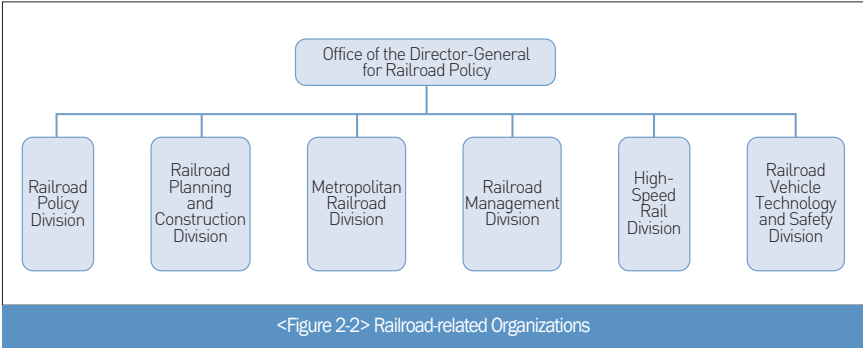 Office of the Director-General
for Railroad Policy
Railroad
Policy
Division
Railroad
Planning
and
Construction
Division
Metropolitan
Railroad
Division
Railroad
Management
Division
High-
Speed
Rail
Division
Railroad
Vehicle
Technology
and Safety
Division
<Figure 2-2> Railroad-related Organizations